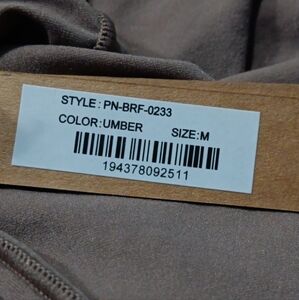 STYLE: PN-BRF-0233
COLOR:UMBER SIZE:M
194378092511